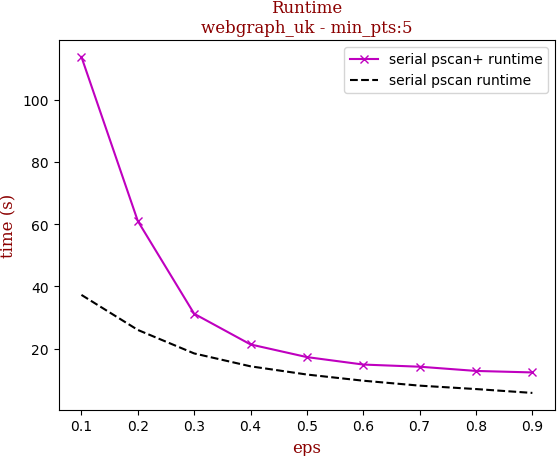 Runtime
webgraph_uk - min_pts:5
serial pscan+ runtime
serial pscan runtime
time (s)
100
80
60
40
20
0.1 0.2 0.3 0.4 0.5 0.6 0.7 0.8 0.9
eps